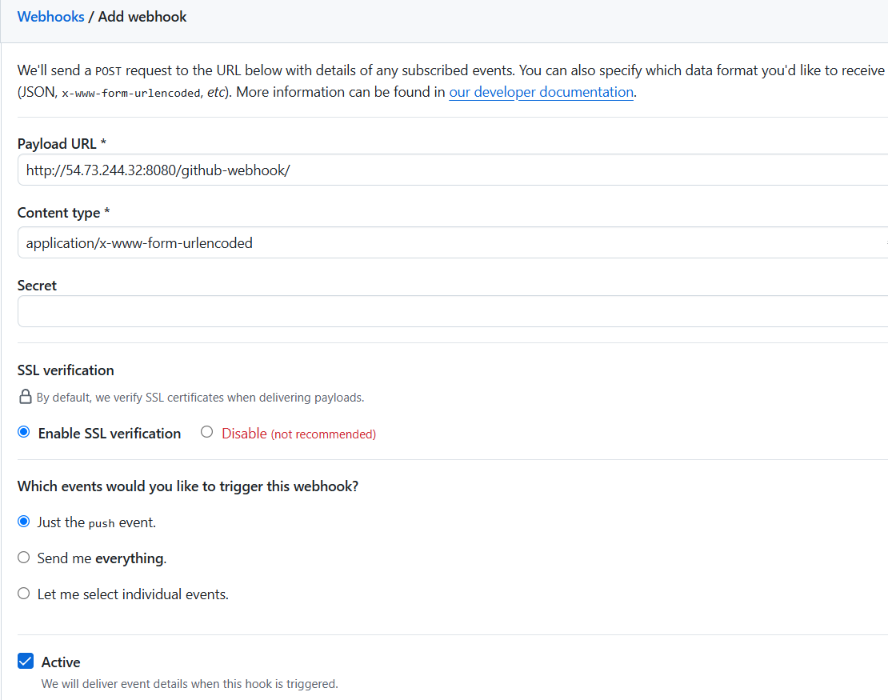 Webhooks / Add webhook
We'll send a POST request to the URL below with details of any subscribed events. You can also specify which data format you'd like to receive
(JSON, x-www-form-urlencoded, etc). More information can be found in our developer documentation.
Payload URL *
http://54.73.244.32:8080/github-webhook/
Content type *
application/x-www-form-urlencoded
Secret
SSL verification
By default, we verify SSL certificates when delivering payloads.
Enable SSL verification Disable (not recommended)
Which events would you like to trigger this webhook?
Just the push event.
Send me everything.
Let me select individual events.
Active
We will deliver event details when this hook is triggered.